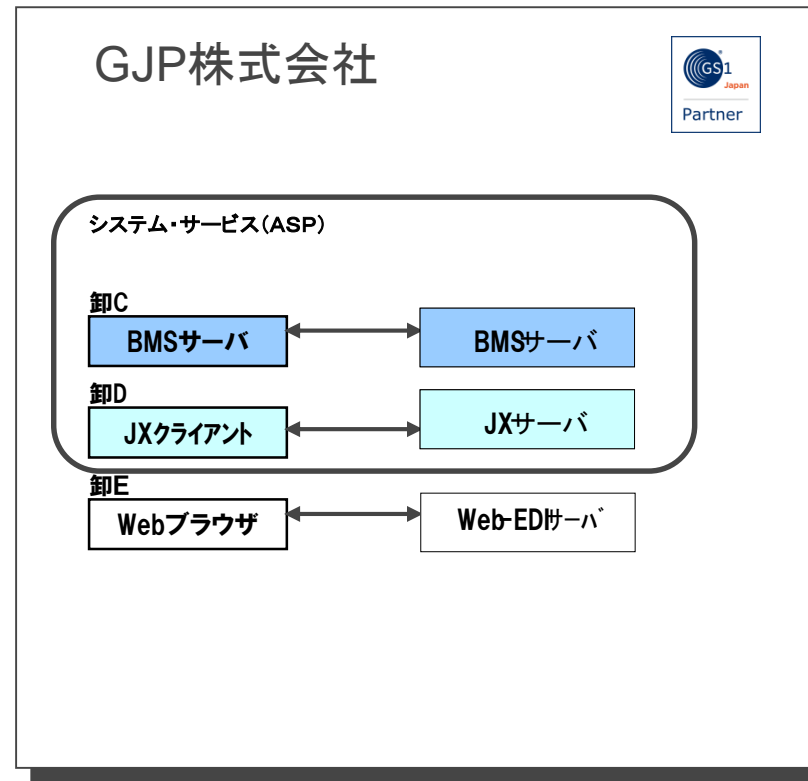 GJP株式会社
GS1
Japan
Partner
システム・サービス(ASP)
卸C
BMSサーバ
BMSサーバ
卸D
JXクライアント
JXサーバ
卸E
Webブラウザ
Web-EDIサーバ